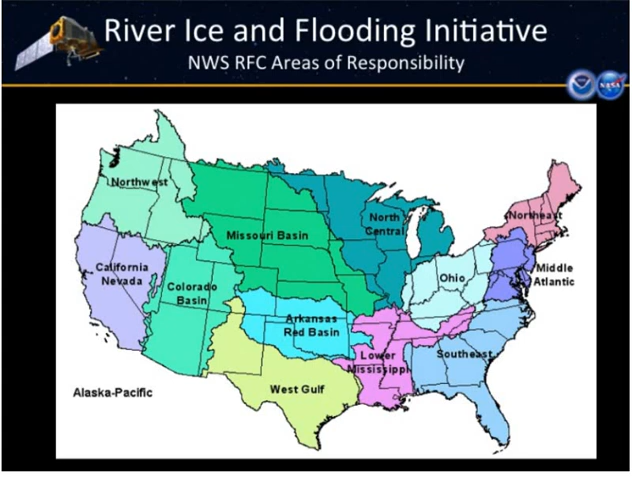 River Ice and Flooding Initiative
NWS RFC Areas of Responsibility
NASA
Northwest
Missouri Basin
North
Central
Northeast
California
Nevada
Colorado
Basin
Ohio
Middle
Atlantic
Arkansas
Red Basin
Lower
Mississippi
Southeast
West Gulf
Alaska-Pacific